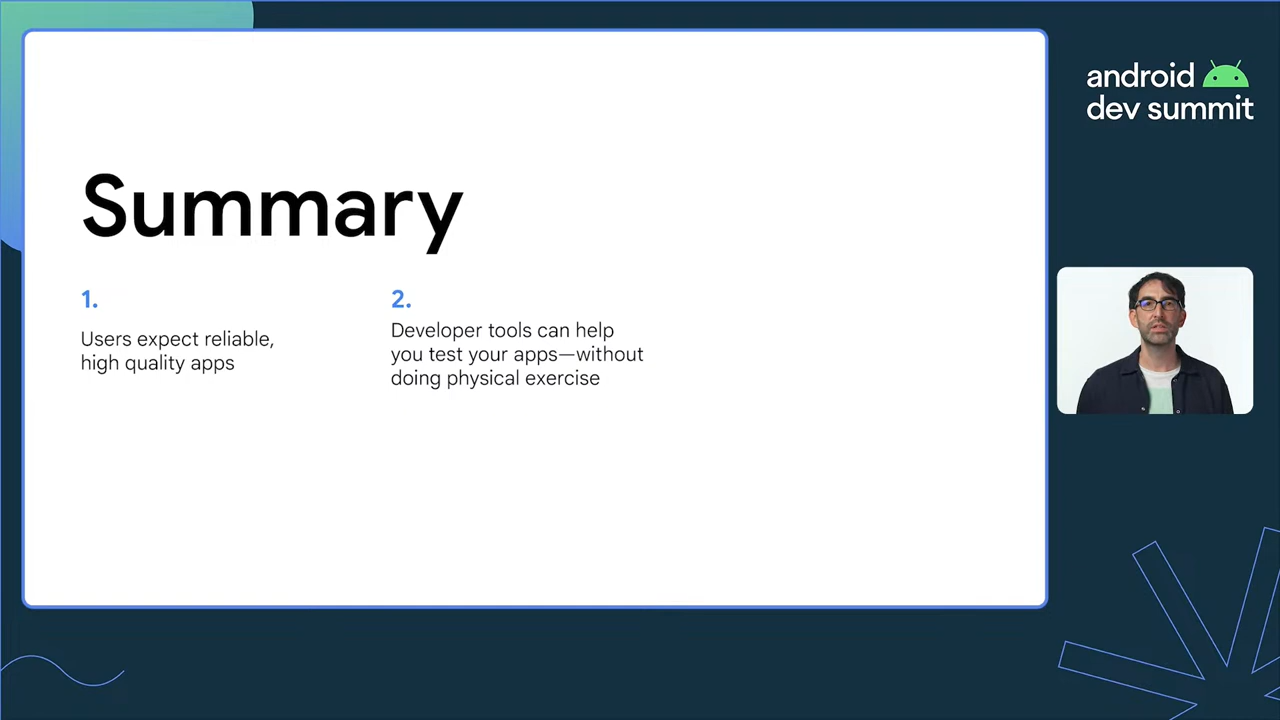 android
dev summit
Summary
1.
Users expect reliable,
high quality apps
2.
Developer tools can help
you test your apps—without
doing physical exercise